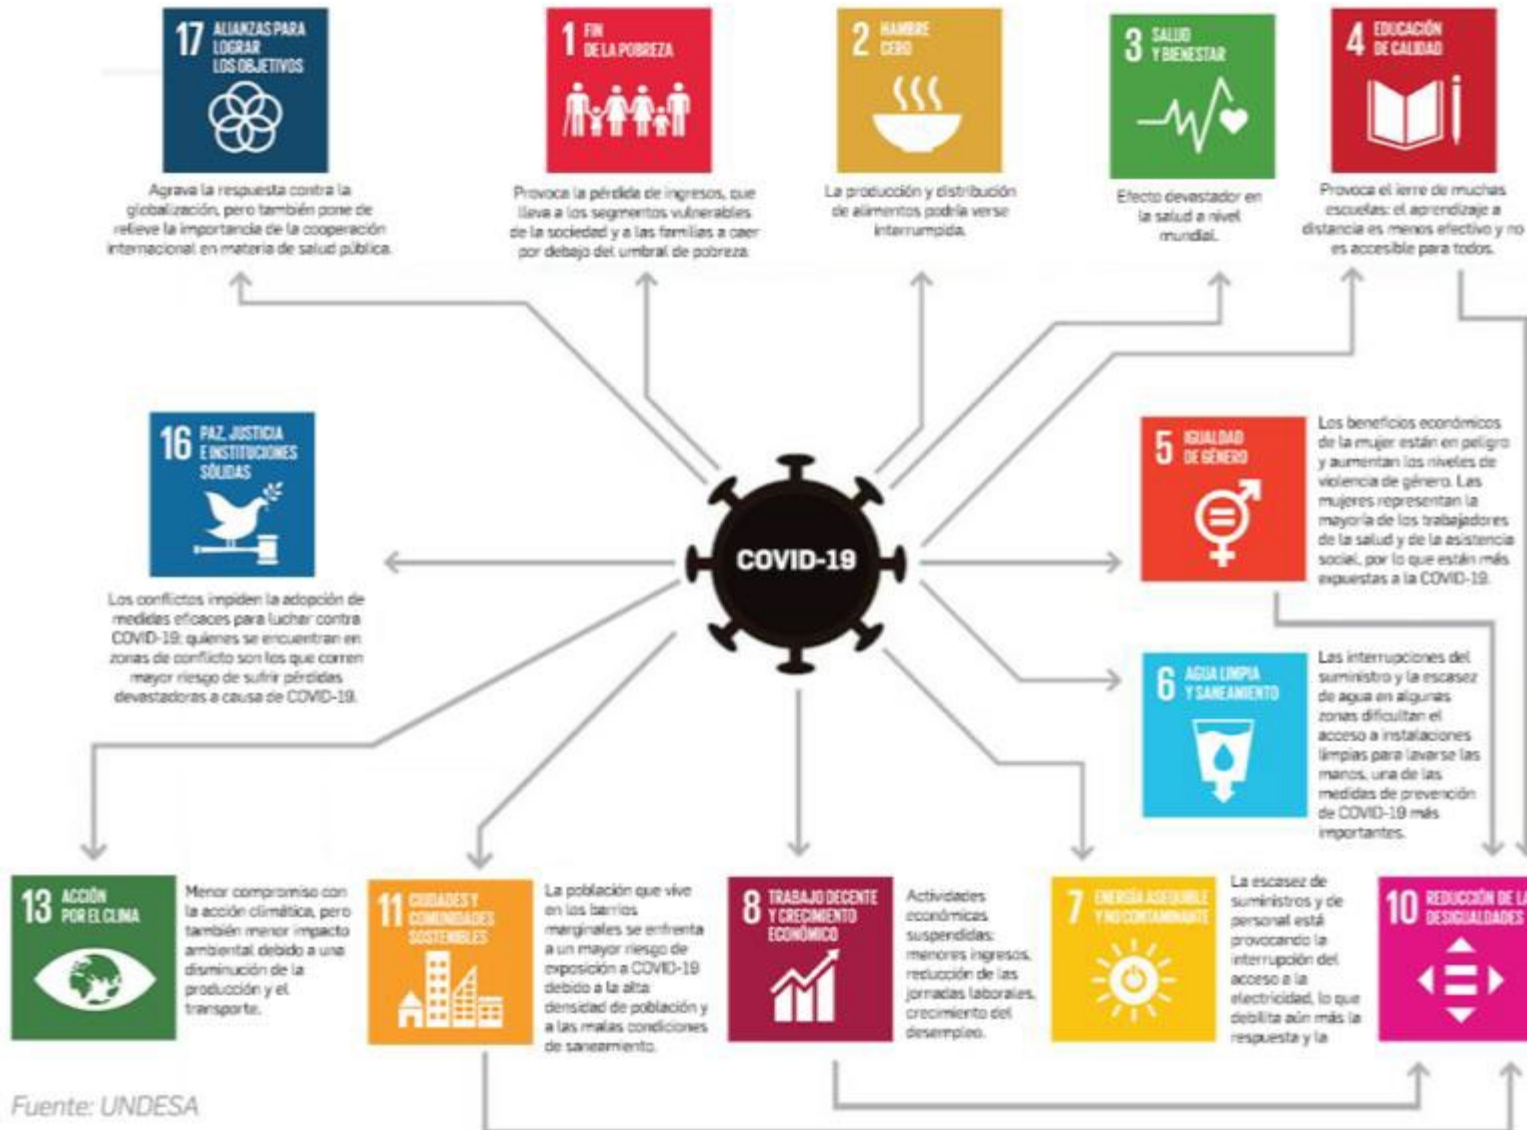 17 ALIANZAS PARA
LOGRAR
LOS OBJETIVOS
Agrava la respuesta contra la
globalización, pero también pone de
relieve la importancia de la cooperación
internacional en materia de salud pública.
1 FIN
DE LA POBREZA
Provoca la pérdida de ingresos, que
lleva a los segmentos vulnerables
de la sociedad y a las familias a caer
por debajo del umbral de pobreza.
2 HAMBRE
CERO
La producción y distribución
de alimentos podría verse
interrumpida.
3 SALUD
Y BIENESTAR
Efecto devastador en
la salud a nivel
mundial.
4 EDUCACIÓN
DE CALIDAD
Provoca el ierre de muchas
escuelas: el aprendizaje a
distancia es menos efectivo y no
es accesible para todos.
16 PAZ, JUSTICIA
E INSTITUCIONES
SÓLIDAS
Los conflictos impiden la adopción de
medidas eficaces para luchar contra
COVID-19: quienes se encuentran en
zonas de conflicto son los que corren
mayor riesgo de sufrir pérdidas
devastadoras a causa de COVID-19.
COVID-19
5 IGUALDAD
DE GÉNERO
Los beneficios económicos
de la mujer están en peligro
y aumentan los niveles de
violencia de género. Las
mujeres representan la
mayoría de los trabajadores
de la salud y de la asistencia
social, por lo que están más
expuestas a la COVID-19.
6 AGUA LIMPIA
Y SANEAMIENTO
Las interrupciones del
suministro y la escasez
de agua en algunas
zonas dificultan el
acceso a instalaciones
limpias para lavarse las
manos, una de las
medidas de prevención
de COVID-19 más
importantes.
13 ACCIÓN
POR EL CLIMA
Menor compromiso con
la acción climática, pero
también menor impacto
ambiental debido a una
disminución de la
producción y el
transporte.
11 CIUDADES Y
COMUNIDADES
SOSTENIBLES
La población que vive
en los barrios
marginales se enfrenta
a un mayor riesgo de
exposición a COVID-19
debido a la alta
densidad de población y
a las malas condiciones
de saneamiento.
8 TRABAJO DECENTE
Y CRECIMIENTO
ECONÓMICO
Actividades
económicas
suspendidas:
menores ingresos,
reducción de las
jornadas laborales,
crecimiento del
desempleo.
7 ENERGÍA ASEQUIBLE
Y NO CONTAMINANTE
La escasez de
suministros y de
personal está
provocando la
interrupción del
acceso a la
electricidad, lo que
debilita aún más la
respuesta y la
10 REDUCCIÓN DE LA
DESIGUALDADES
Fuente: UNDESA